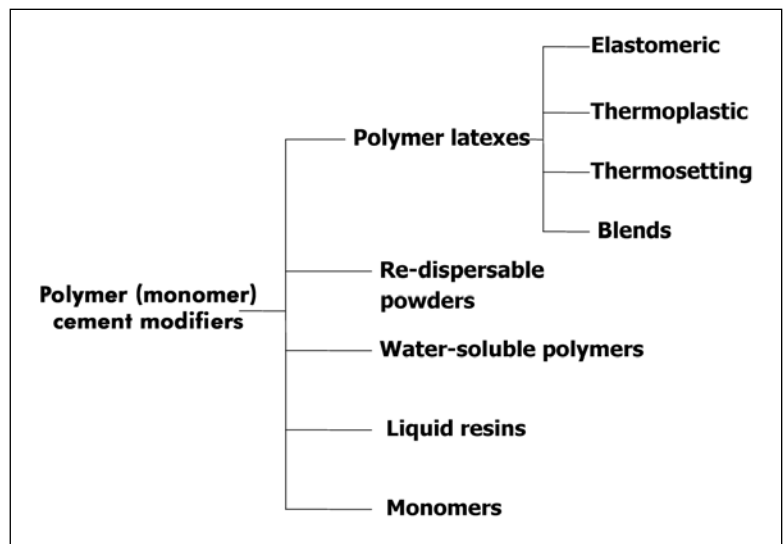 Elastomeric
Thermoplastic
Polymer latexes
Thermosetting
Blends
Re-dispersable
powders
Polymer (monomer)
cement modifiers
Water-soluble polymers
Liquid resins
Monomers